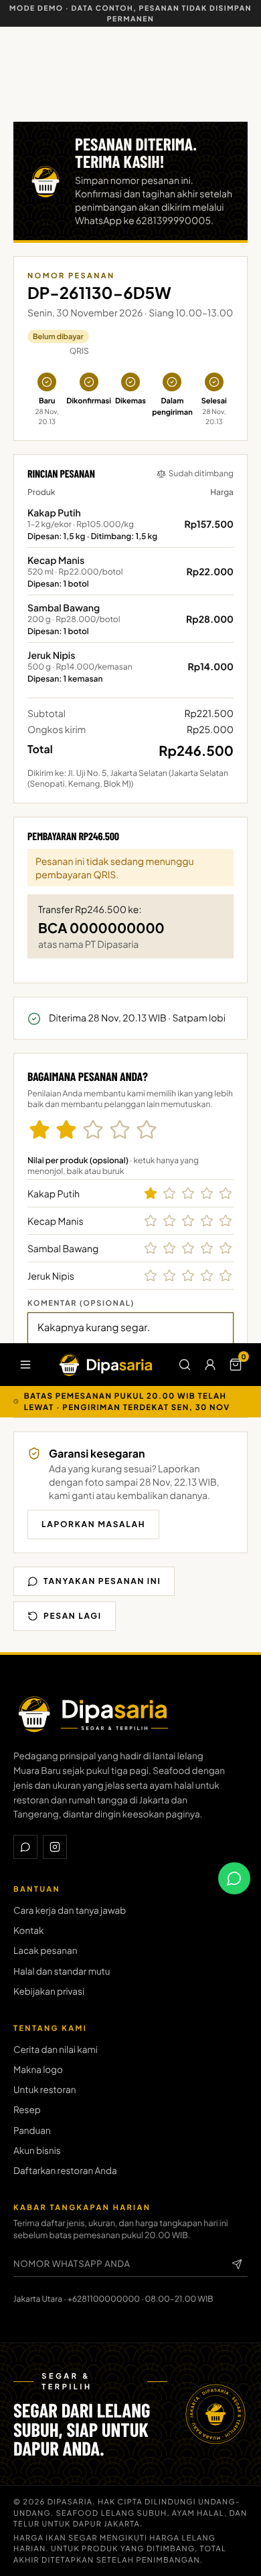 MODE DEMO · DATA CONTOH, PESANAN TIDAK DISIMPAN
PERMANEN
PESANAN DITERIMA.
TERIMA KASIH!
Simpan nomor pesanan ini.
Konfirmasi dan tagihan akhir setelah
penimbangan akan dikirim melalui
WhatsApp ke 6281399990005.
NOMOR PESANAN
DP-261130-6D5W
Senin, 30 November 2026 · Siang 10.00–13.00
Belum dibayar
QRIS
Baru
28 Nov,
20.13
Dikonfirmasi
Dikemas
Dalam
pengiriman
Selesai
28 Nov,
20.13
RINCIAN PESANAN
Sudah ditimbang
Produk
Harga
Kakap Putih
1–2 kg/ekor · Rp105.000/kg
Dipesan: 1,5 kg · Ditimbang: 1,5 kg
Rp157.500
Kecap Manis
520 ml · Rp22.000/botol
Dipesan: 1 botol
Rp22.000
Sambal Bawang
200 g · Rp28.000/botol
Dipesan: 1 botol
Rp28.000
Jeruk Nipis
500 g · Rp14.000/kemasan
Dipesan: 1 kemasan
Rp14.000
Subtotal
Rp221.500
Ongkos kirim
Rp25.000
Total
Rp246.500
Dikirim ke: Jl. Uji No. 5, Jakarta Selatan (Jakarta Selatan
(Senopati, Kemang, Blok M))
PEMBAYARAN RP246.500
Pesanan ini tidak sedang menunggu
pembayaran QRIS.
Transfer Rp246.500 ke:
BCA 0000000000
atas nama PT Dipasaria
Diterima 28 Nov, 20.13 WIB · Satpam lobi
BAGAIMANA PESANAN ANDA?
Penilaian Anda membantu kami memilih ikan yang lebih
baik dan membantu pelanggan lain memutuskan.
Nilai per produk (opsional) · ketuk hanya yang
menonjol, baik atau buruk
Kakap Putih
Kecap Manis
Sambal Bawang
Jeruk Nipis
KOMENTAR (OPSIONAL)
Kakapnya kurang segar.
Dipasaria
0
BATAS PEMESANAN PUKUL 20.00 WIB TELAH
LEWAT · PENGIRIMAN TERDEKAT SEN, 30 NOV
Garansi kesegaran
Ada yang kurang sesuai? Laporkan
dengan foto sampai 28 Nov, 22.13 WIB,
kami ganti atau kembalikan dananya.
LAPORKAN MASALAH
TANYAKAN PESANAN INI
PESAN LAGI
Dipasaria
SEGAR & TERPILIH
Pedagang prinsipal yang hadir di lantai lelang
Muara Baru sejak pukul tiga pagi. Seafood dengan
jenis dan ukuran yang jelas serta ayam halal untuk
restoran dan rumah tangga di Jakarta dan
Tangerang, diantar dingin keesokan paginya.
BANTUAN
Cara kerja dan tanya jawab
Kontak
Lacak pesanan
Halal dan standar mutu
Kebijakan privasi
TENTANG KAMI
Cerita dan nilai kami
Makna logo
Untuk restoran
Resep
Panduan
Akun bisnis
Daftarkan restoran Anda
KABAR TANGKAPAN HARIAN
Terima daftar jenis, ukuran, dan harga tangkapan hari ini
sebelum batas pemesanan pukul 20.00 WIB.
NOMOR WHATSAPP ANDA
Jakarta Utara · +6281100000000 · 08.00–21.00 WIB
SEGAR &
TERPILIH
SEGAR DARI LELANG
SUBUH, SIAP UNTUK
DAPUR ANDA.
© 2026 DIPASARIA. HAK CIPTA DILINDUNGI UNDANG-
UNDANG. SEAFOOD LELANG SUBUH, AYAM HALAL, DAN
TELUR UNTUK DAPUR JAKARTA.
HARGA IKAN SEGAR MENGIKUTI HARGA LELANG
HARIAN. UNTUK PRODUK YANG DITIMBANG, TOTAL
AKHIR DITETAPKAN SETELAH PENIMBANGAN.